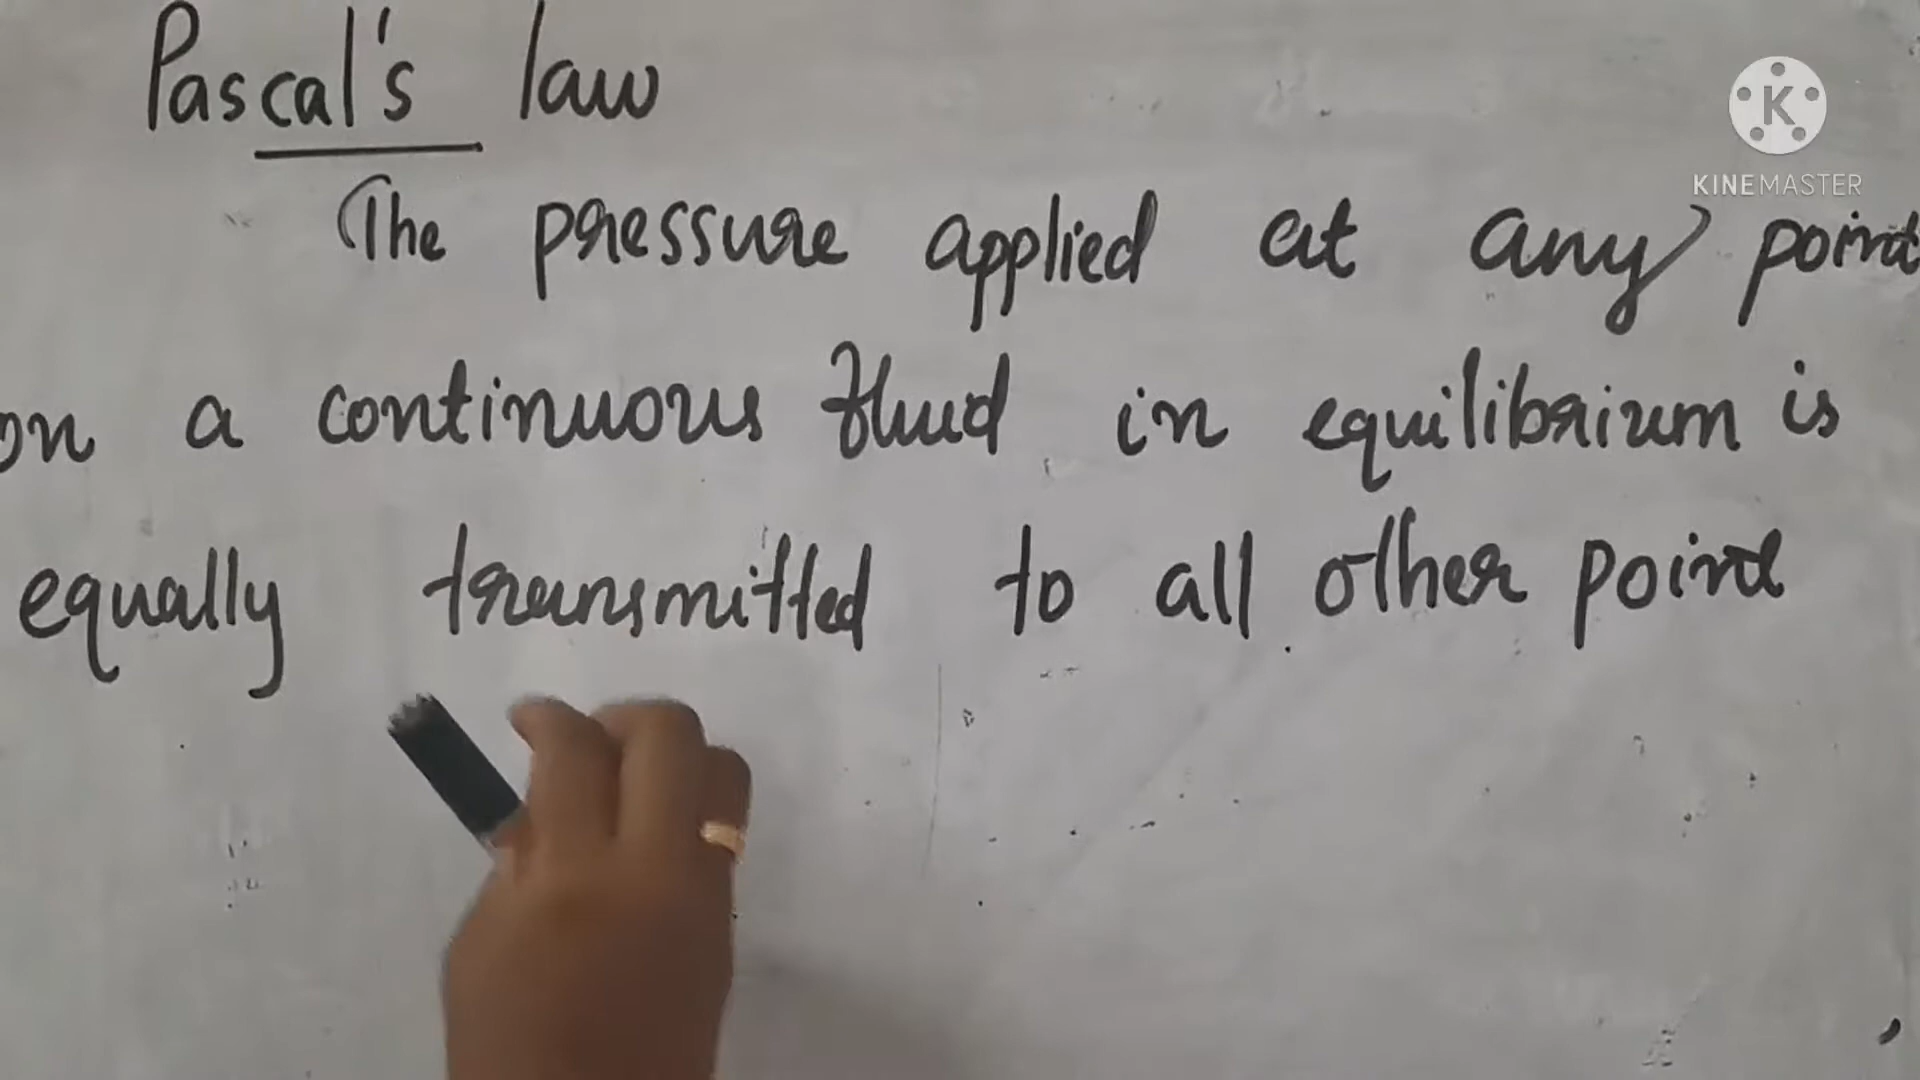 Pascal's law
K
KINEMASTER
The pressure applied at any point
on a continuous fluid in equilibrium is
equally transmitted to all other point